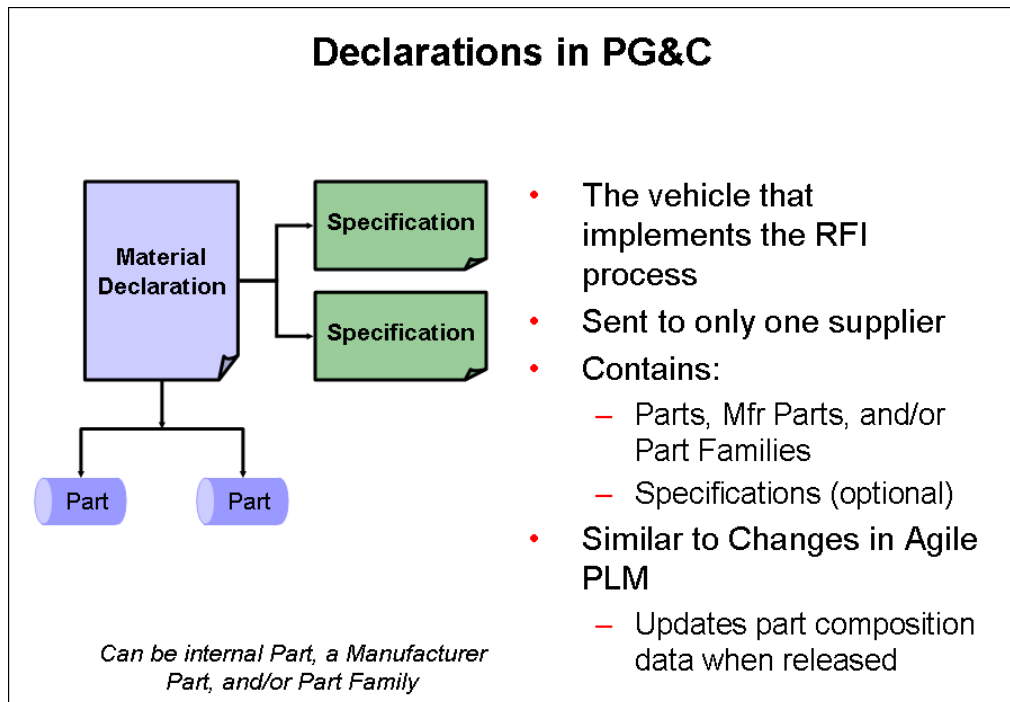 Declarations in PG&C
Material
Declaration
Specification
Specification
Part
Part
Can be internal Part, a Manufacturer
Part, and/or Part Family
• The vehicle that
implements the RFI
process
• Sent to only one supplier
• Contains:
– Parts, Mfr Parts, and/or
Part Families
– Specifications (optional)
• Similar to Changes in Agile
PLM
– Updates part composition
data when released